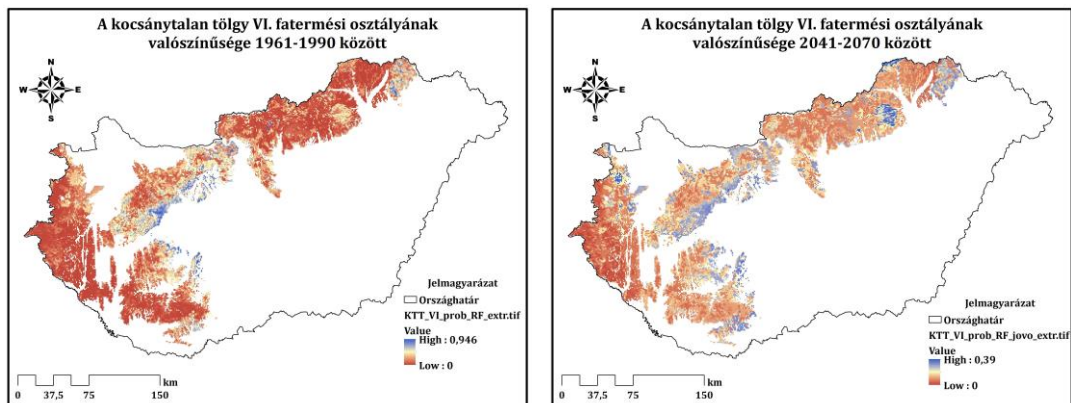 A kocsánytalan tölgy VI. fatermési osztályának
valószínűsége 1961-1990 között
N
W E
S
Jelmagyarázat
Országhatár
KTT_VI_prob_RF_extr.tif
Value
High : 0,946
Low : 0
km
0 37,5 75 150
A kocsánytalan tölgy VI. fatermési osztályának
valószínűsége 2041-2070 között
N
W E
S
Jelmagyarázat
Országhatár
KTT_VI_prob_RF_jovo_extr.tif
Value
High : 0,39
Low : 0
km
0 37,5 75 150